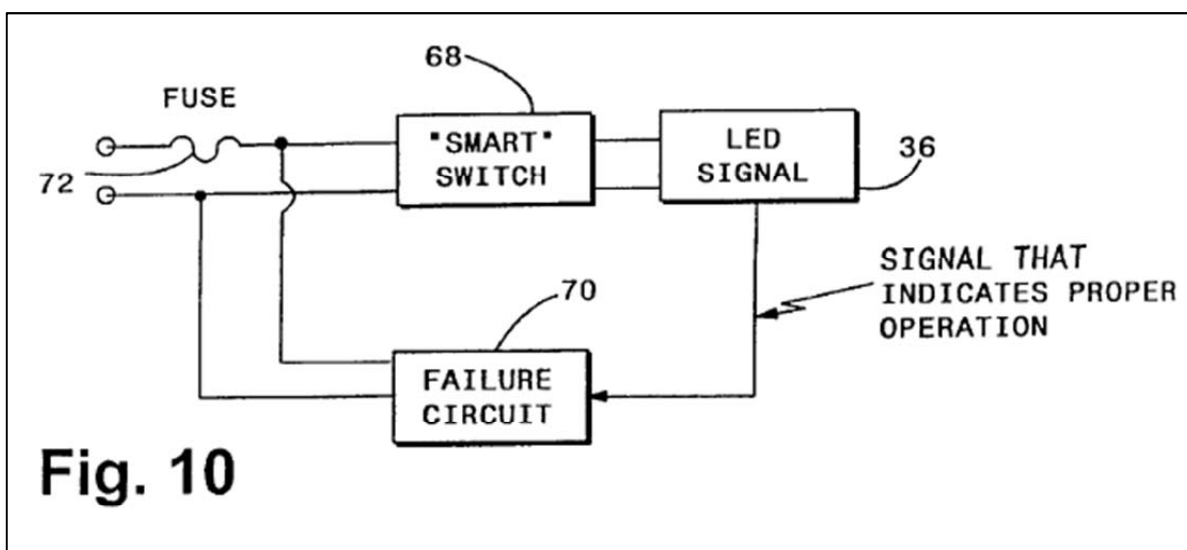 68
FUSE
"SMART"
SWITCH
LED
SIGNAL
36
72
SIGNAL THAT
INDICATES PROPER
OPERATION
70
FAILURE
CIRCUIT
Fig. 10